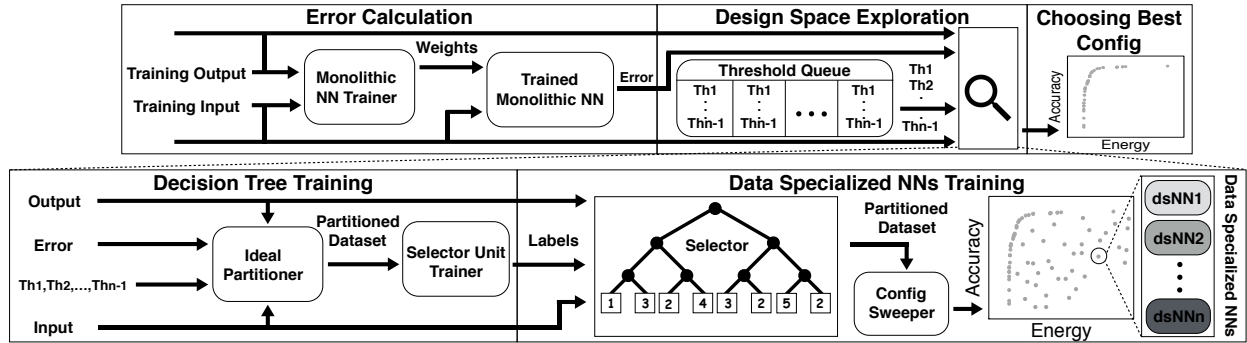 Error Calculation
Design Space Exploration
Choosing Best
Config
Training Output
Training Input
Monolithic
NN Trainer
Weights
Trained
Monolithic NN
Error
Threshold Queue
Th1
.
.
Thn-1
Th1
.
.
Thn-1
• • •
Th1
.
.
Thn-1
Th1
Th2
.
.
Thn-1
Accuracy
Energy
Decision Tree Training
Data Specialized NNs Training
Output
Error
Th1,Th2,...,Thn-1
Input
Ideal
Partitioner
Partitioned
Dataset
Selector Unit
Trainer
Labels
Selector
1 3 2 4 3 2 5 2
Partitioned
Dataset
Config
Sweeper
Accuracy
Energy
dsNN1
dsNN2
dsNNn
Data Specialized NNs